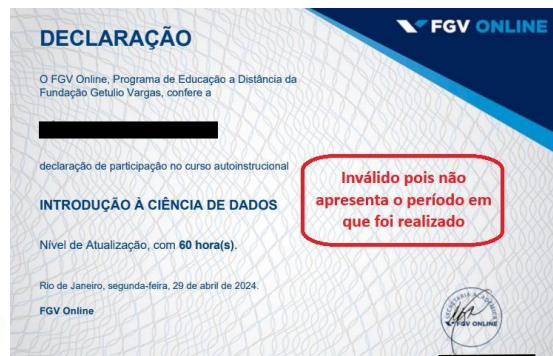 FGV ONLINE
DECLARAÇÃO
O FGV Online, Programa de Educação a Distância da
Fundação Getulio Vargas, confere a
declaração de participação no curso autoinstrucional
INTRODUÇÃO À CIÊNCIA DE DADOS
Nível de Atualização, com 60 hora(s).
Inválido pois não
apresenta o período em
que foi realizado
Rio de Janeiro, segunda-feira, 29 de abril de 2024.
FGV Online
SECRETARIA ACADÊMICA
FGV ONLINE